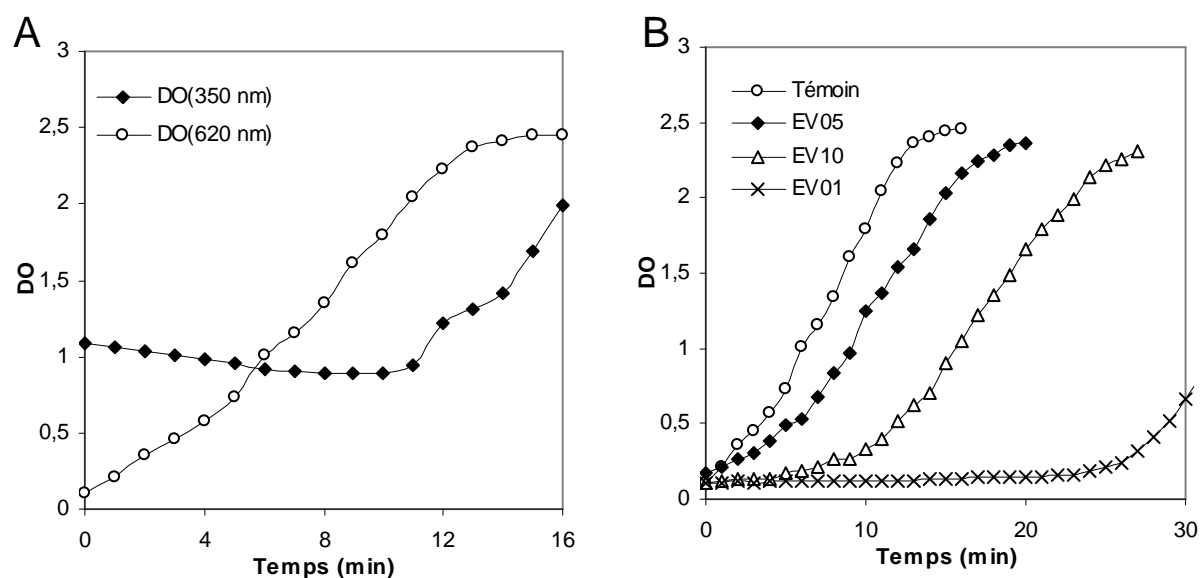 A
3
2,5
2
1,5
1
0,5
0
DO
DO(350 nm)
DO(620 nm)
0 4 8 12 16
Temps (min)
B
3
2,5
2
1,5
1
0,5
0
DO
Témoin
EV05
EV10
EV01
0 10 20 30
Temps (min)